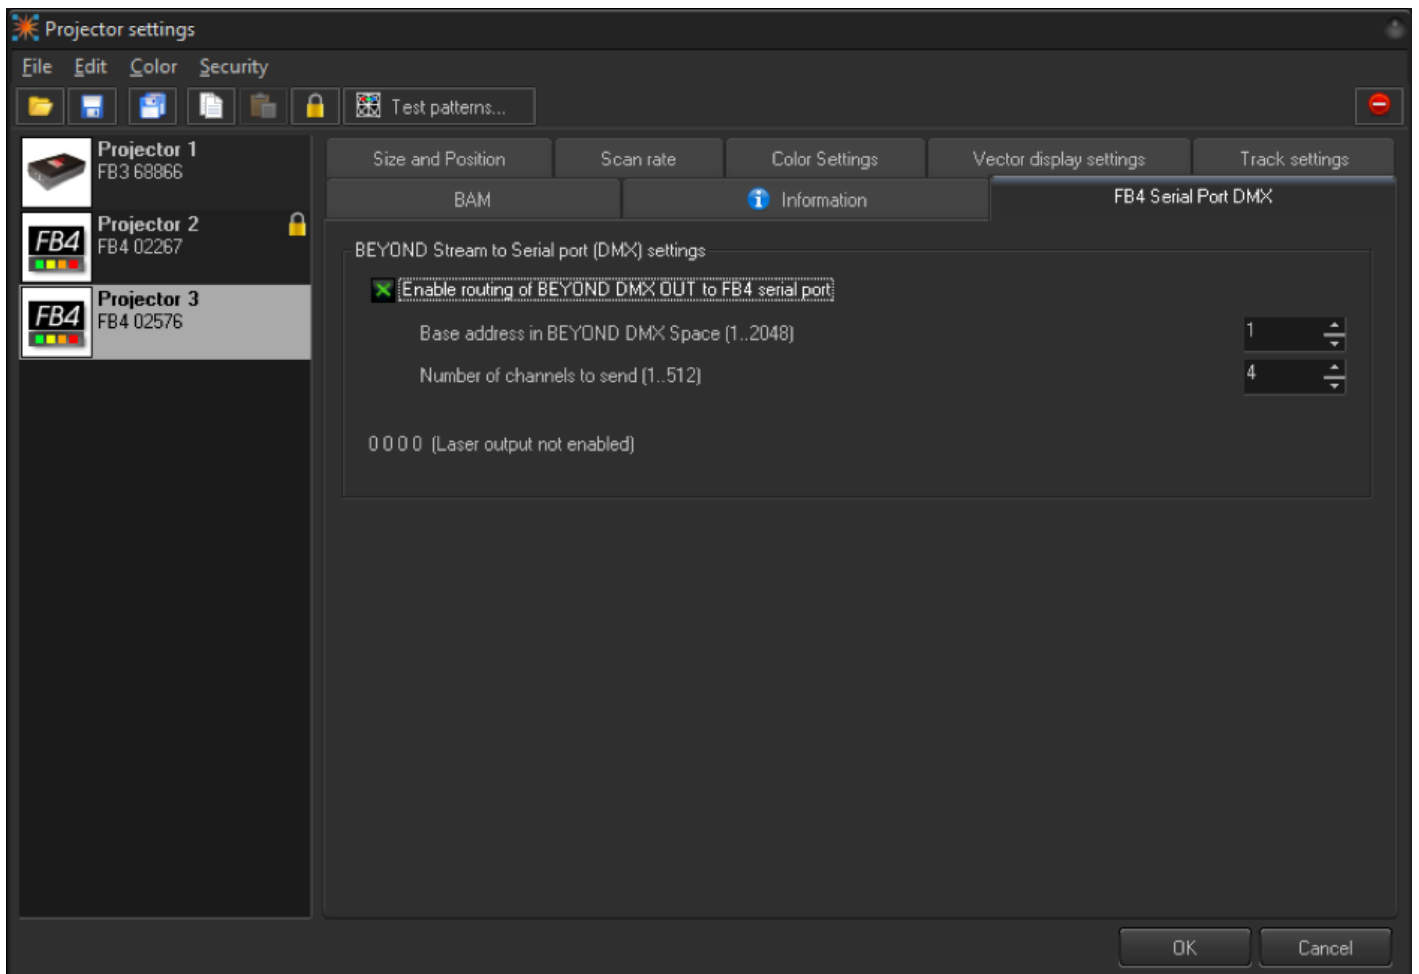 Projector settings
File Edit Color Security
Test patterns...
Projector 1
FB3 68866
FB4
Projector 2
FB4 02267
FB4
Projector 3
FB4 02576
Size and Position Scan rate Color Settings Vector display settings Track settings
BAM Information FB4 Serial Port DMX
BEYOND Stream to Serial port (DMX) settings
Enable routing of BEYOND DMX OUT to FB4 serial port
Base address in BEYOND DMX Space (1..2048) 1
Number of channels to send (1..512) 4
0 0 0 0 (Laser output not enabled)
OK Cancel